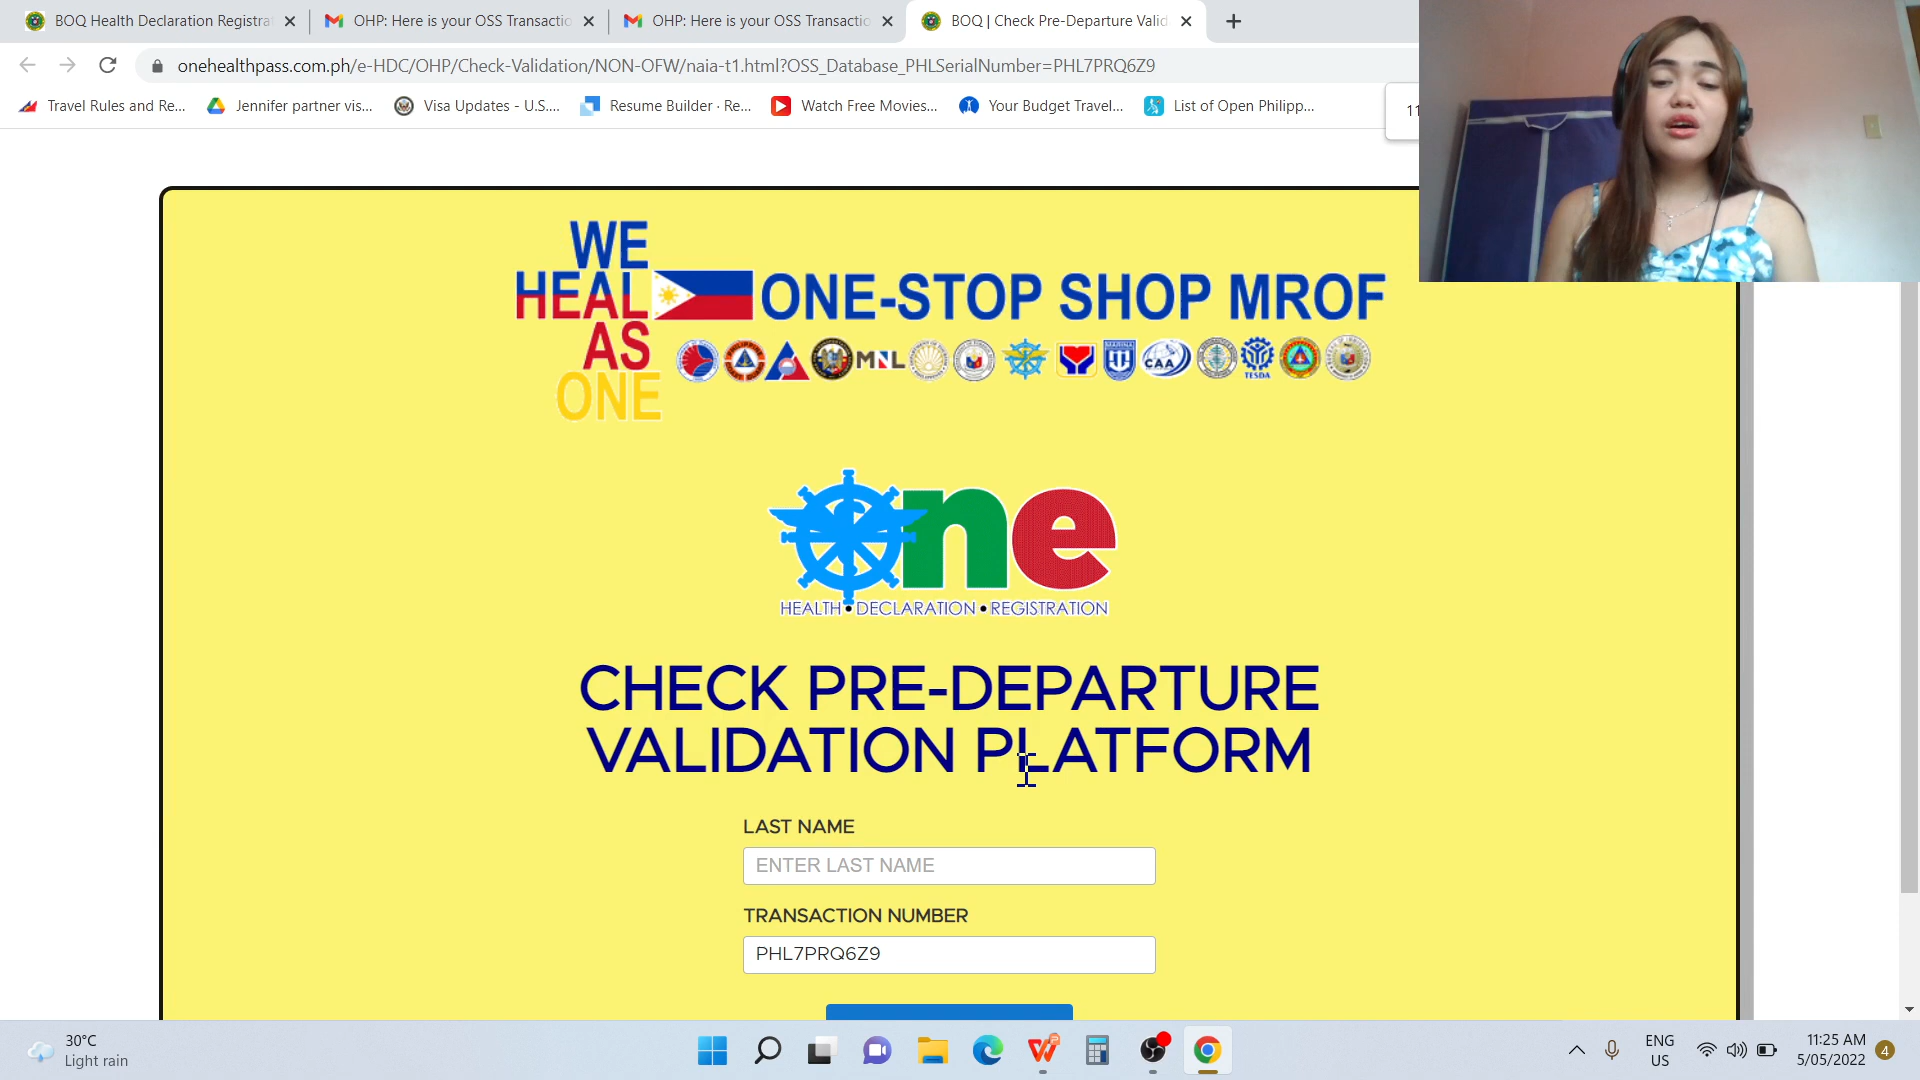 BOQ Health Declaration Registrat
OHP: Here is your OSS Transactio
OHP: Here is your OSS Transactio
BOQ | Check Pre-Departure Valid
onehealthpass.com.ph/e-HDC/OHP/Check-Validation/NON-OFW/naia-t1.html?OSS_Database_PHLSerialNumber=PHL7PRQ6Z9
Travel Rules and Re...
Jennifer partner vis...
Visa Updates - U.S....
Resume Builder · Re...
Watch Free Movies...
Your Budget Travel...
List of Open Philipp...
11
WE
HEAL
AS
ONE
ONE-STOP SHOP MROF
MNL
CAA
TESDA
One
HEALTH • DECLARATION • REGISTRATION
CHECK PRE-DEPARTURE
VALIDATION PLATFORM
LAST NAME
ENTER LAST NAME
TRANSACTION NUMBER
PHL7PRQ6Z9
30°C
Light rain
ENG
US
11:25 AM
5/05/2022
4